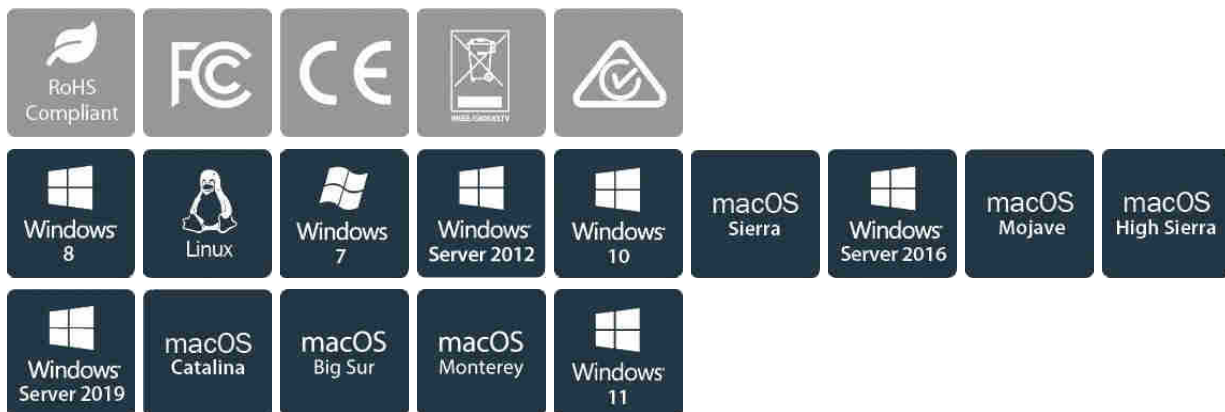 RoHS
Compliant
FC
CE
Windows
8
Linux
Windows
7
Windows
Server 2012
Windows
10
macOS
Sierra
Windows
Server 2016
macOS
Mojave
macOS
High Sierra
Windows
Server 2019
macOS
Catalina
macOS
Big Sur
macOS
Monterey
Windows
11